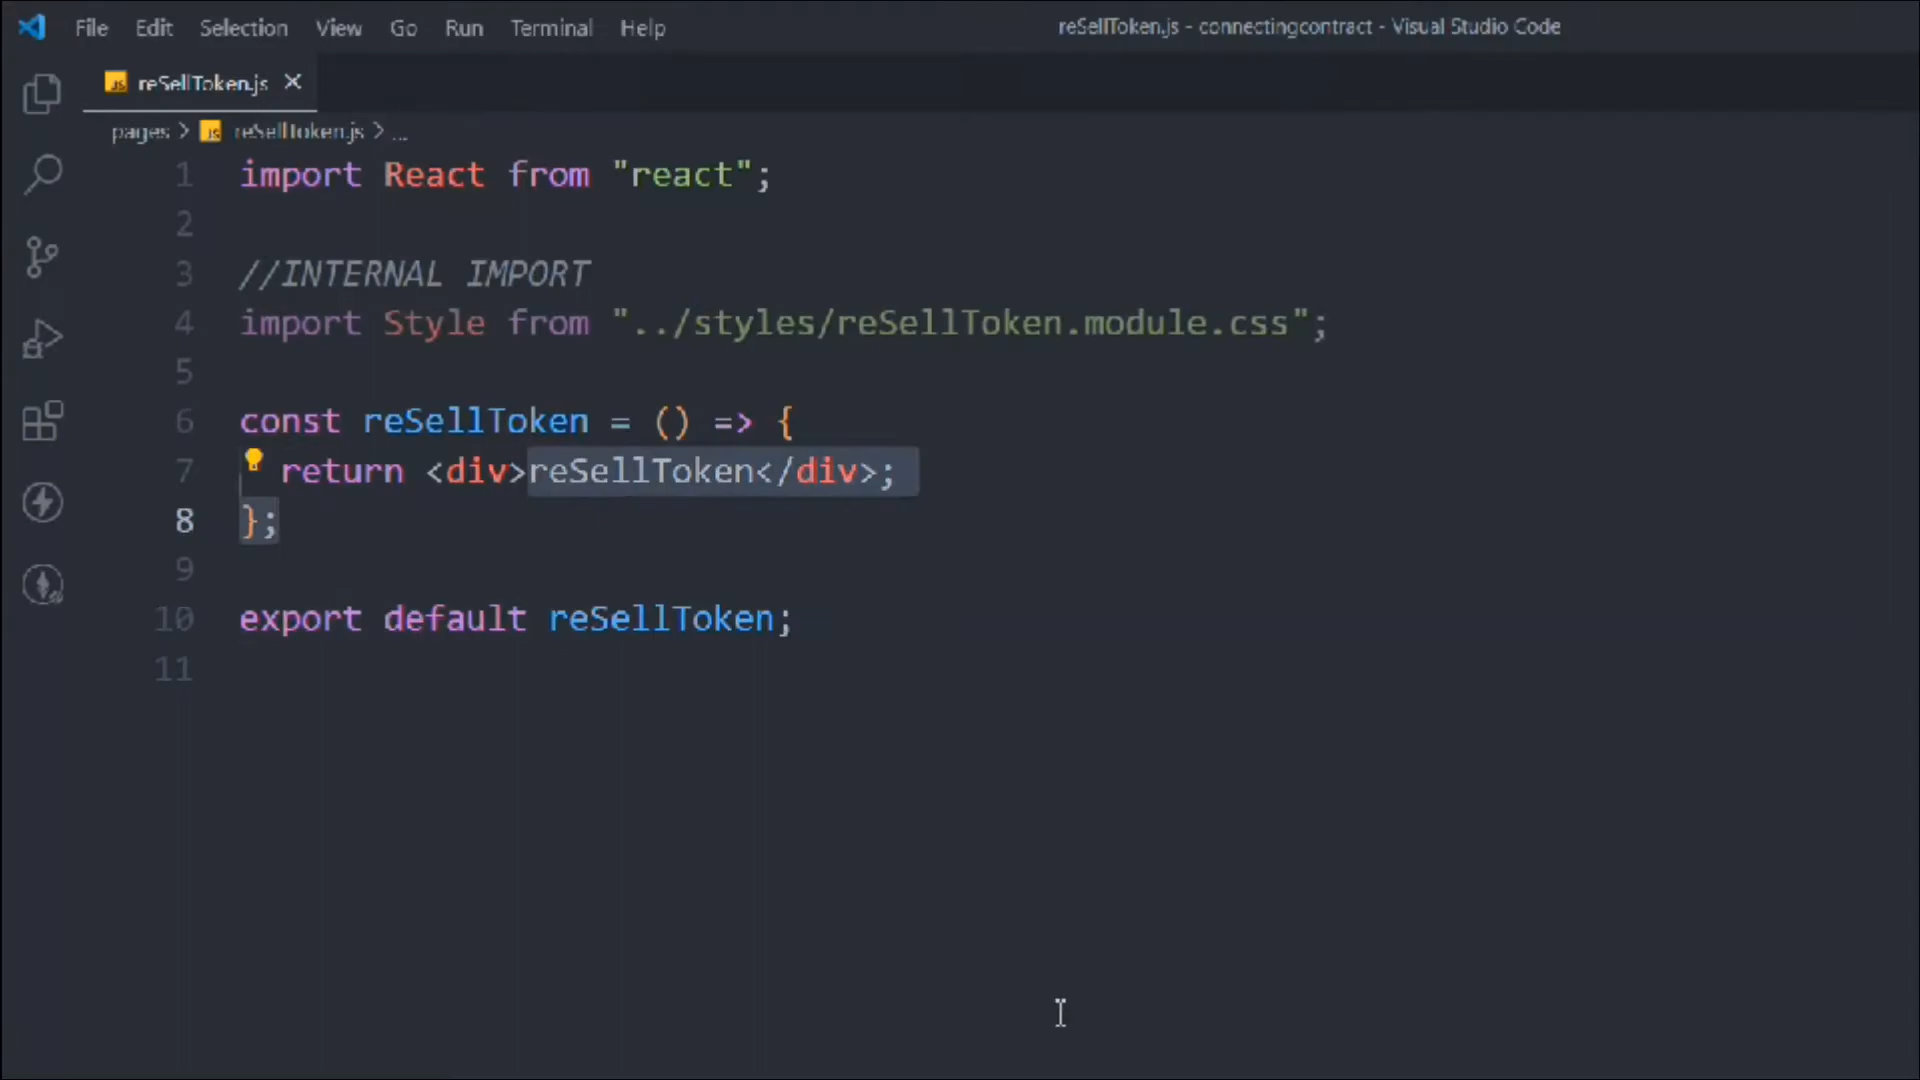 File Edit Selection View Go Run Terminal Help reSellToken.js - connectingcontract - Visual Studio Code
JS reSellToken.js ×
pages > JS reSellToken.js > ...
1 import React from "react";
2
3 //INTERNAL IMPORT
4 import Style from "../styles/reSellToken.module.css";
5
6 const reSellToken = () => {
7 return <div>reSellToken</div>;
8 };
9
10 export default reSellToken;
11